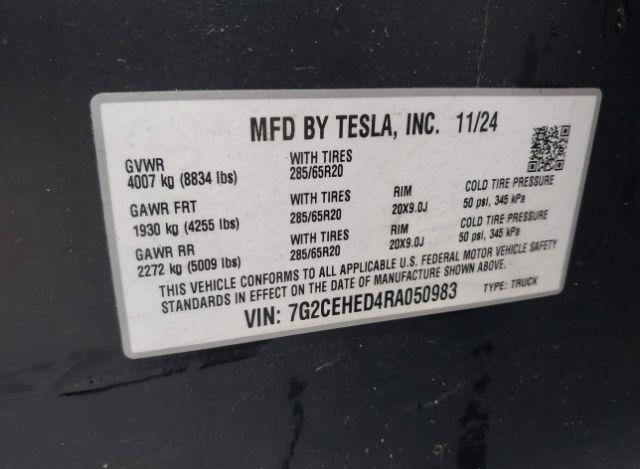 MFD BY TESLA, INC. 11/24
GVWR WITH TIRES
4007 kg (8834 lbs) 285/65R20
GAWR FRT WITH TIRES RIM COLD TIRE PRESSURE
1930 kg (4255 lbs) 285/65R20 20X9.0J 50 psi, 345 kPa
GAWR RR WITH TIRES RIM COLD TIRE PRESSURE
2272 kg (5009 lbs) 285/65R20 20X9.0J 50 psi, 345 kPa
THIS VEHICLE CONFORMS TO ALL APPLICABLE U.S. FEDERAL MOTOR VEHICLE SAFETY
STANDARDS IN EFFECT ON THE DATE OF MANUFACTURE SHOWN ABOVE.
VIN: 7G2CEHED4RA050983 TYPE: TRUCK